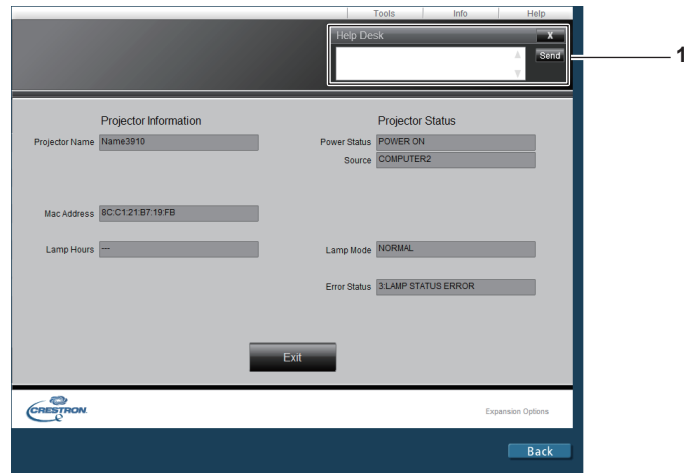 Tools Info Help
Help Desk X
Send
1
Projector Information Projector Status
Projector Name Name3910 Power Status POWER ON
Source COMPUTER2
Mac Address 8C:C1:21:B7:19:FB
Lamp Hours --- Lamp Mode NORMAL
Error Status 3:LAMP STATUS ERROR
Exit
CRESTRON. Expansion Options
Back